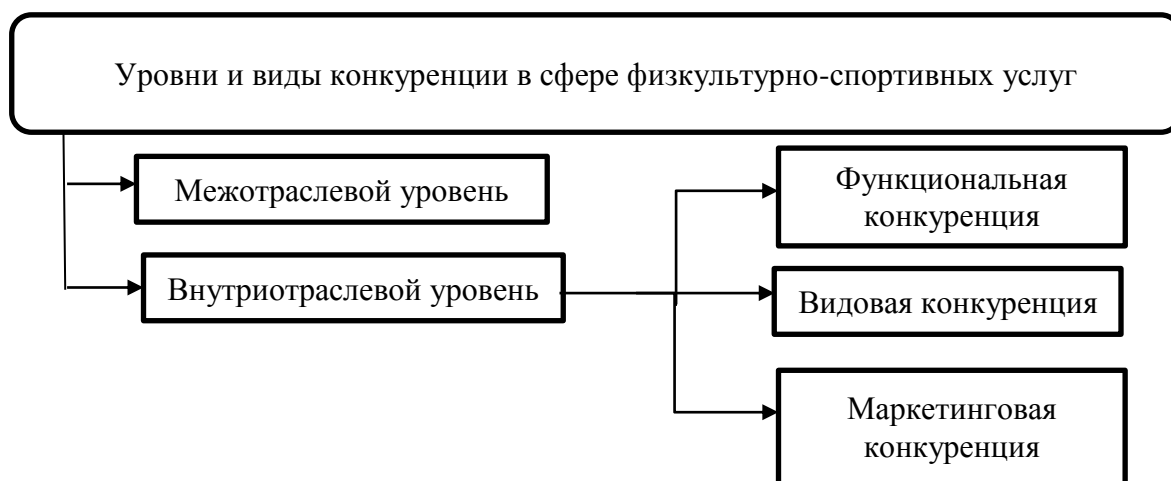 Уровни и виды конкуренции в сфере физкультурно-спортивных услуг
Межотраслевой уровень
Внутриотраслевой уровень
Функциональная
конкуренция
Видовая конкуренция
Маркетинговая
конкуренция